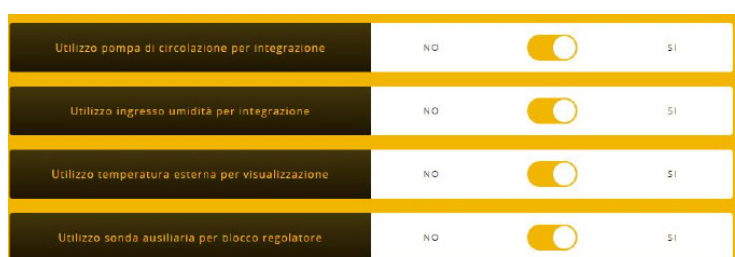 Utilizzo pompa di circolazione per integrazione NO SI
Utilizzo ingresso umidità per integrazione NO SI
Utilizzo temperatura esterna per visualizzazione NO SI
Utilizzo sonda ausiliaria per blocco regolatore NO SI